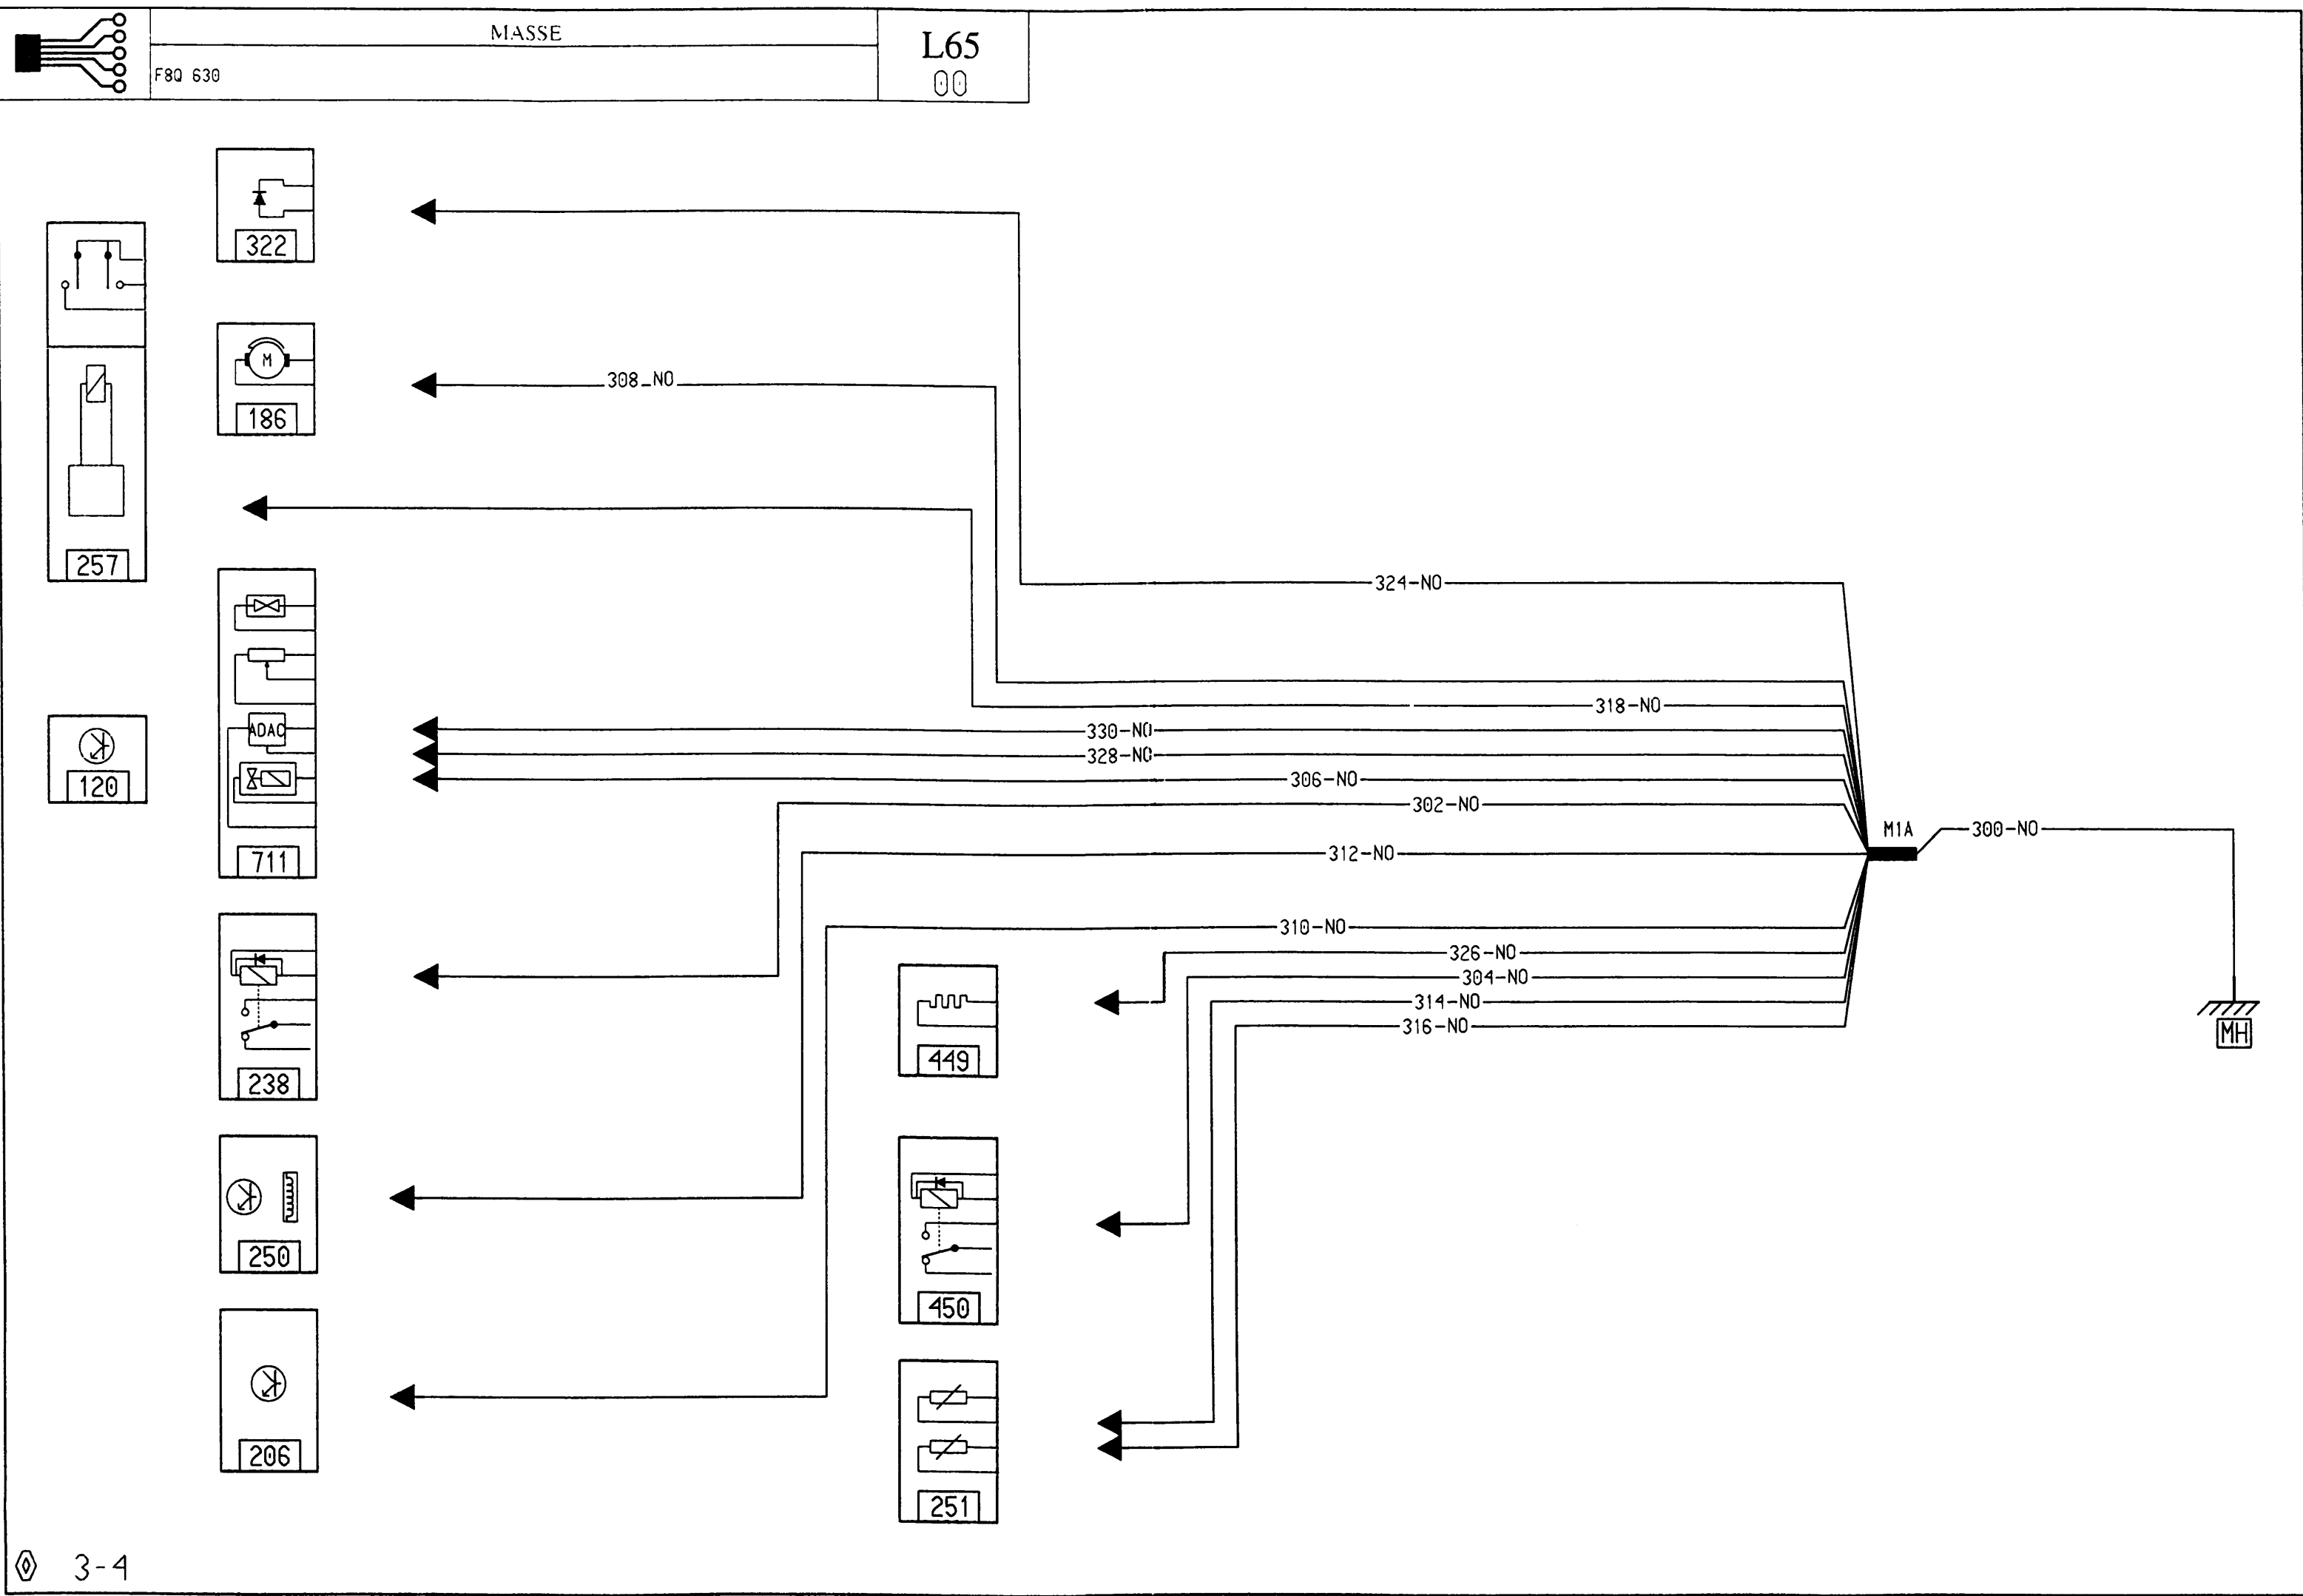 MASSE
F8Q 630
L65
00
322
257
186
M
308-NO
324-NO
318-NO
330-NO
328-NO
306-NO
302-NO
312-NO
M1A
300-NO
310-NO
326-NO
304-NO
314-NO
316-NO
MH
120
ADAC
711
238
250
206
449
450
251
3-4